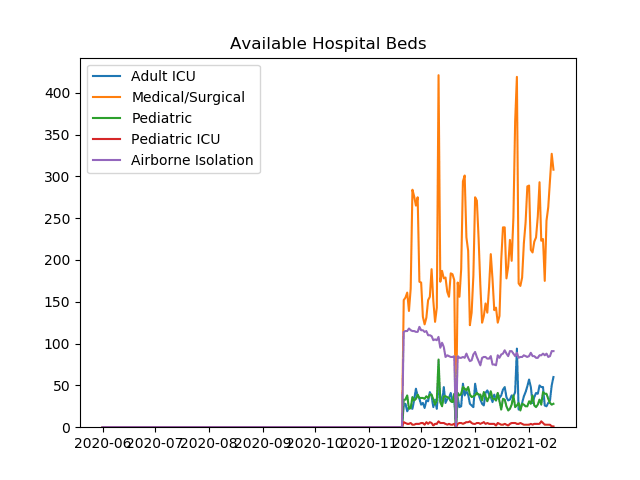 Available Hospital Beds
Adult ICU
Medical/Surgical
Pediatric
Pediatric ICU
Airborne Isolation
400
350
300
250
200
150
100
50
0
2020-06 2020-07 2020-08 2020-09 2020-10 2020-11 2020-12 2021-01 2021-02